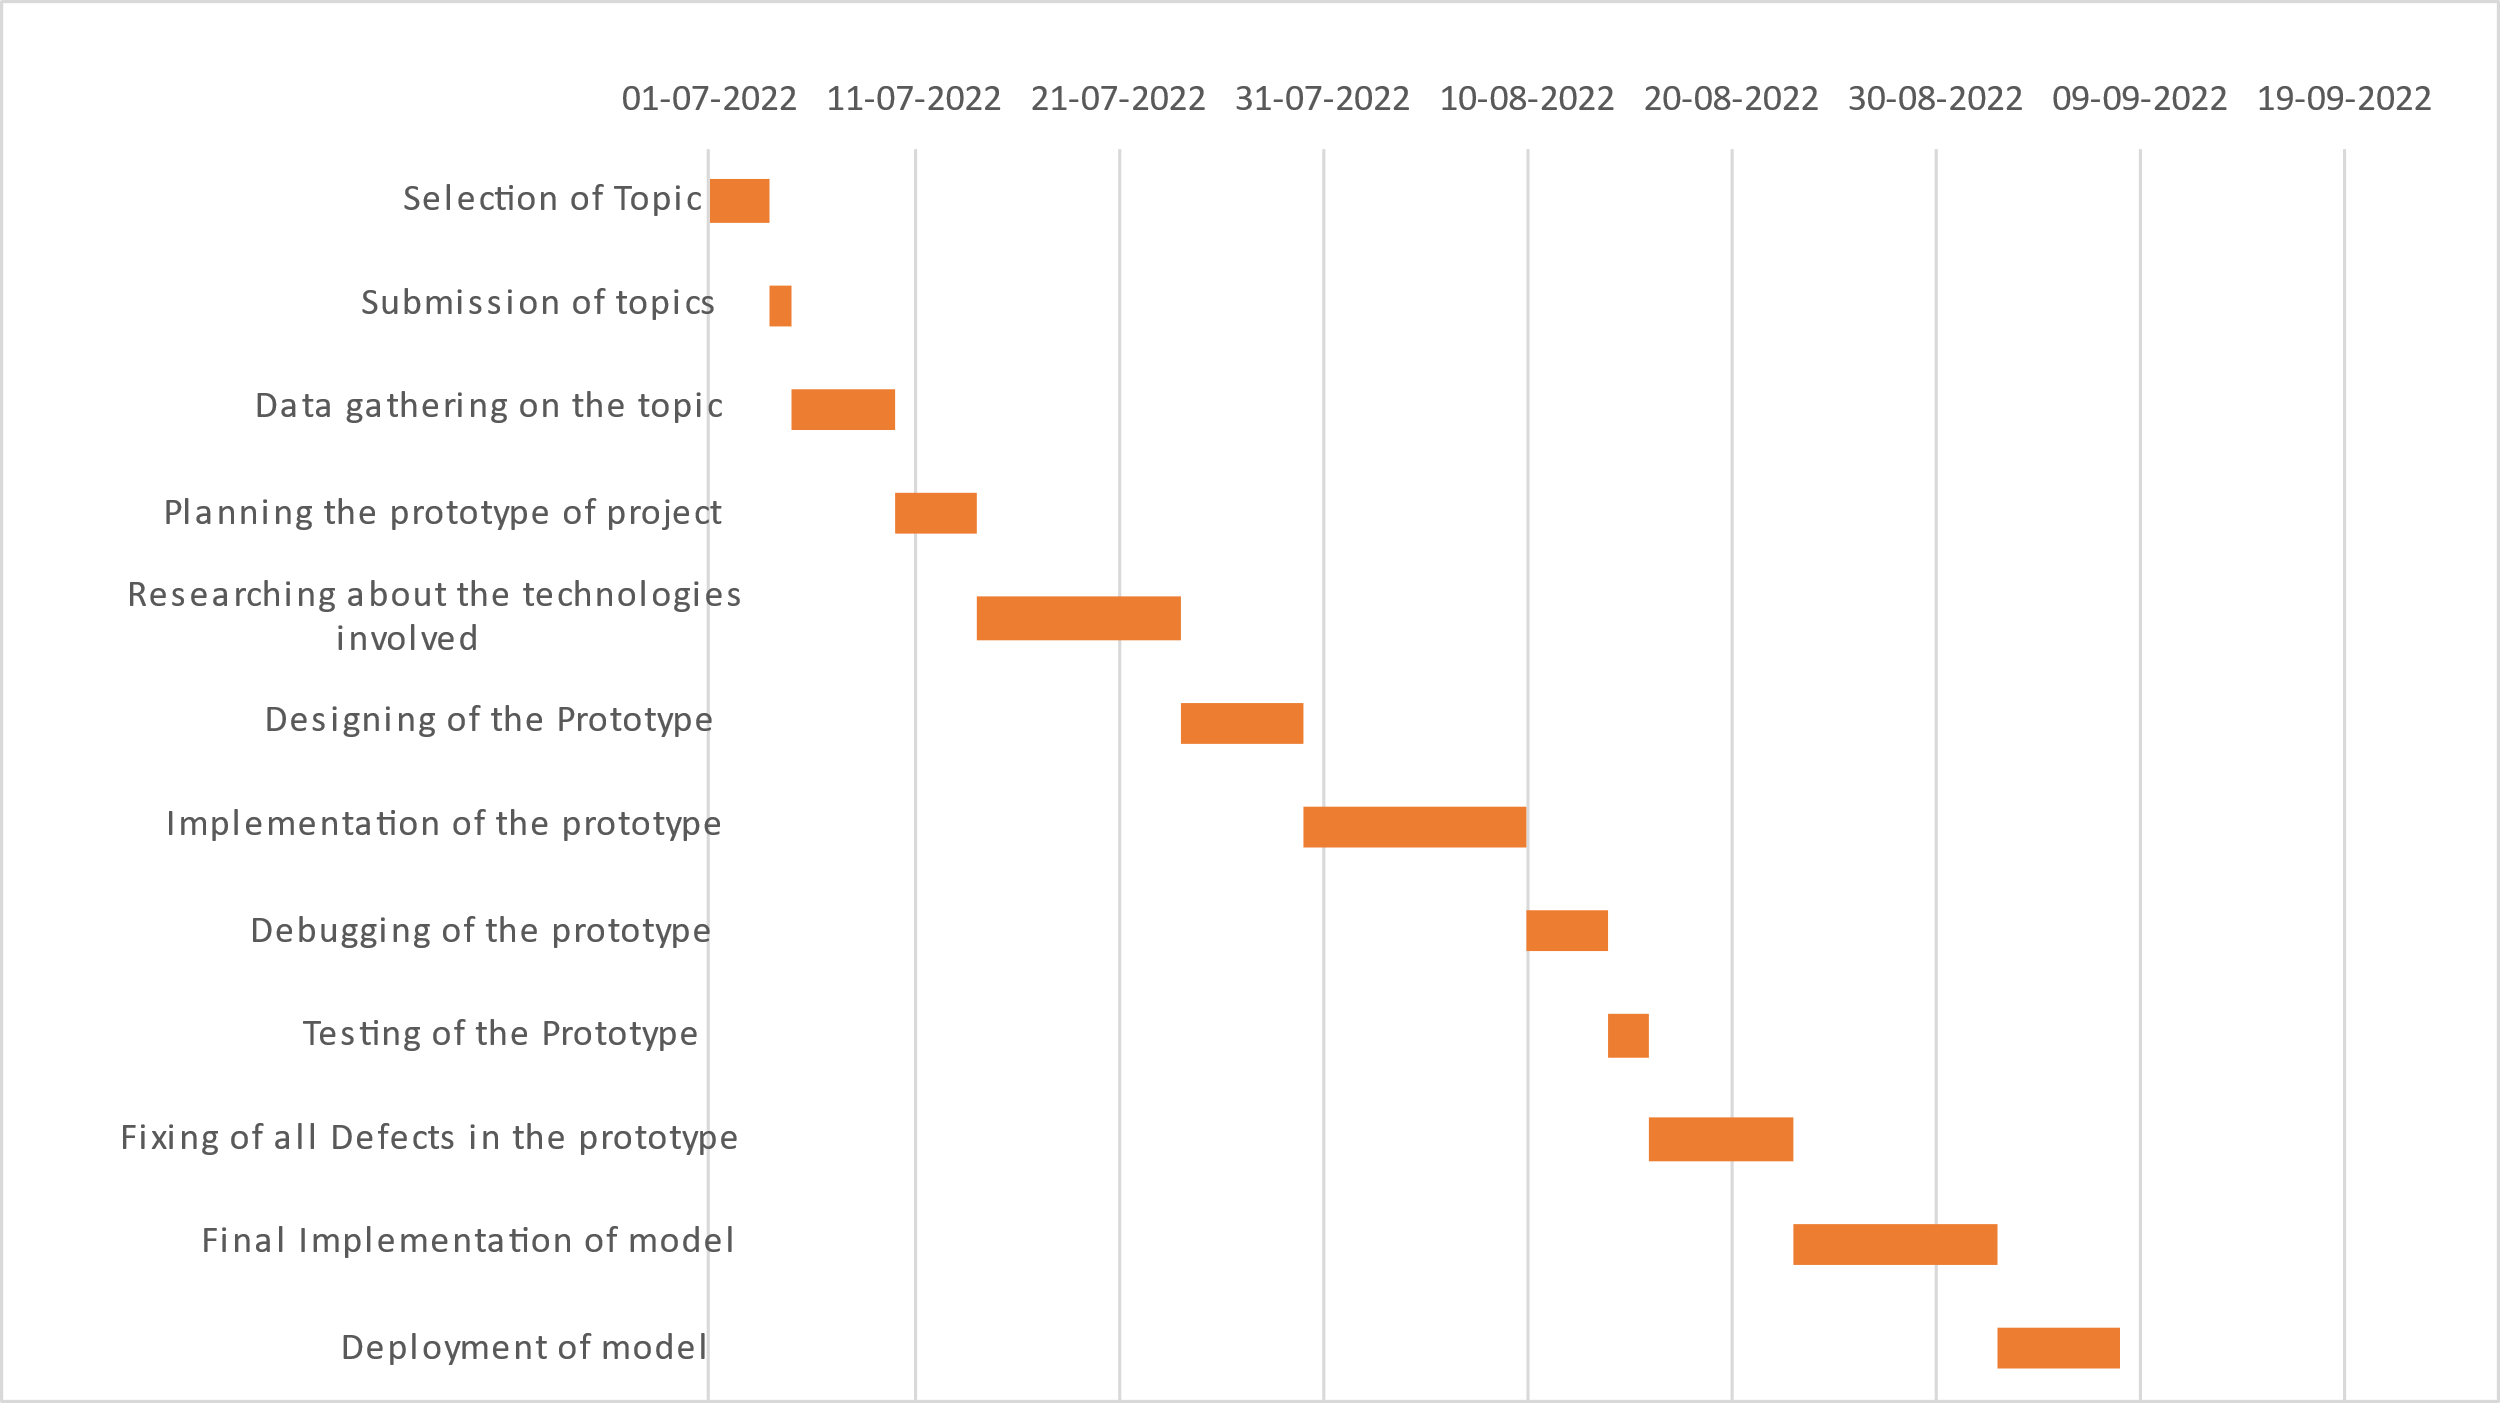 01-07-2022 11-07-2022 21-07-2022 31-07-2022 10-08-2022 20-08-2022 30-08-2022 09-09-2022 19-09-2022
Selection of Topic
Submission of topics
Data gathering on the topic
Planning the prototype of project
Researching about the technologies
involved
Designing of the Prototype
Implementation of the prototype
Debugging of the prototype
Testing of the Prototype
Fixing of all Defects in the prototype
Final Implementation of model
Deployment of model